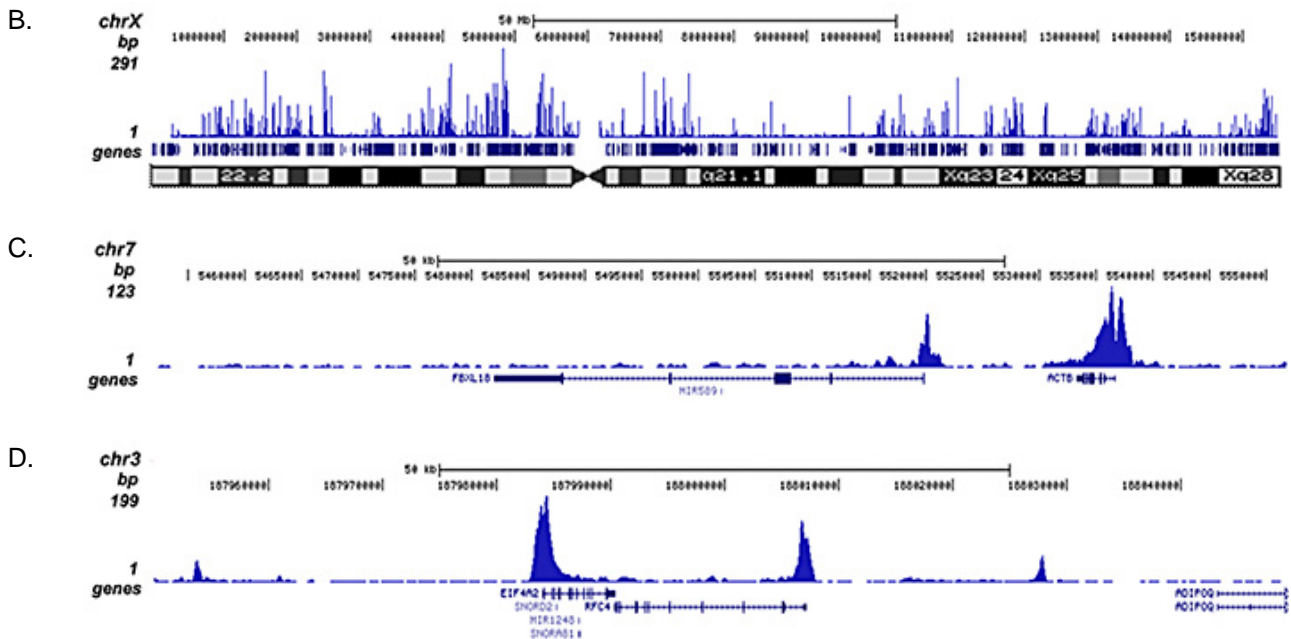 B.
chrX
50 Mb
bp
10000000 20000000 30000000 40000000 50000000 60000000 70000000 80000000 90000000 100000000 110000000 120000000 130000000 140000000 150000000
291
1
genes
22.2 q21.1 Xq23 24 Xq25 Xq28
C.
chr7
50 kb
bp
5460000 5465000 5470000 5475000 5480000 5485000 5490000 5495000 5500000 5505000 5510000 5515000 5520000 5525000 5530000 5535000 5540000 5545000 5550000
123
1
genes
FBXL18 ACTB
MIR589
D.
chr3
50 kb
bp
187960000 187970000 187980000 187990000 188000000 188010000 188020000 188030000 188040000
199
1
genes
EIF4A2 ADIPOQ
SNORD2 RFC4 ADIPOQ
MIR1248
SNORA81